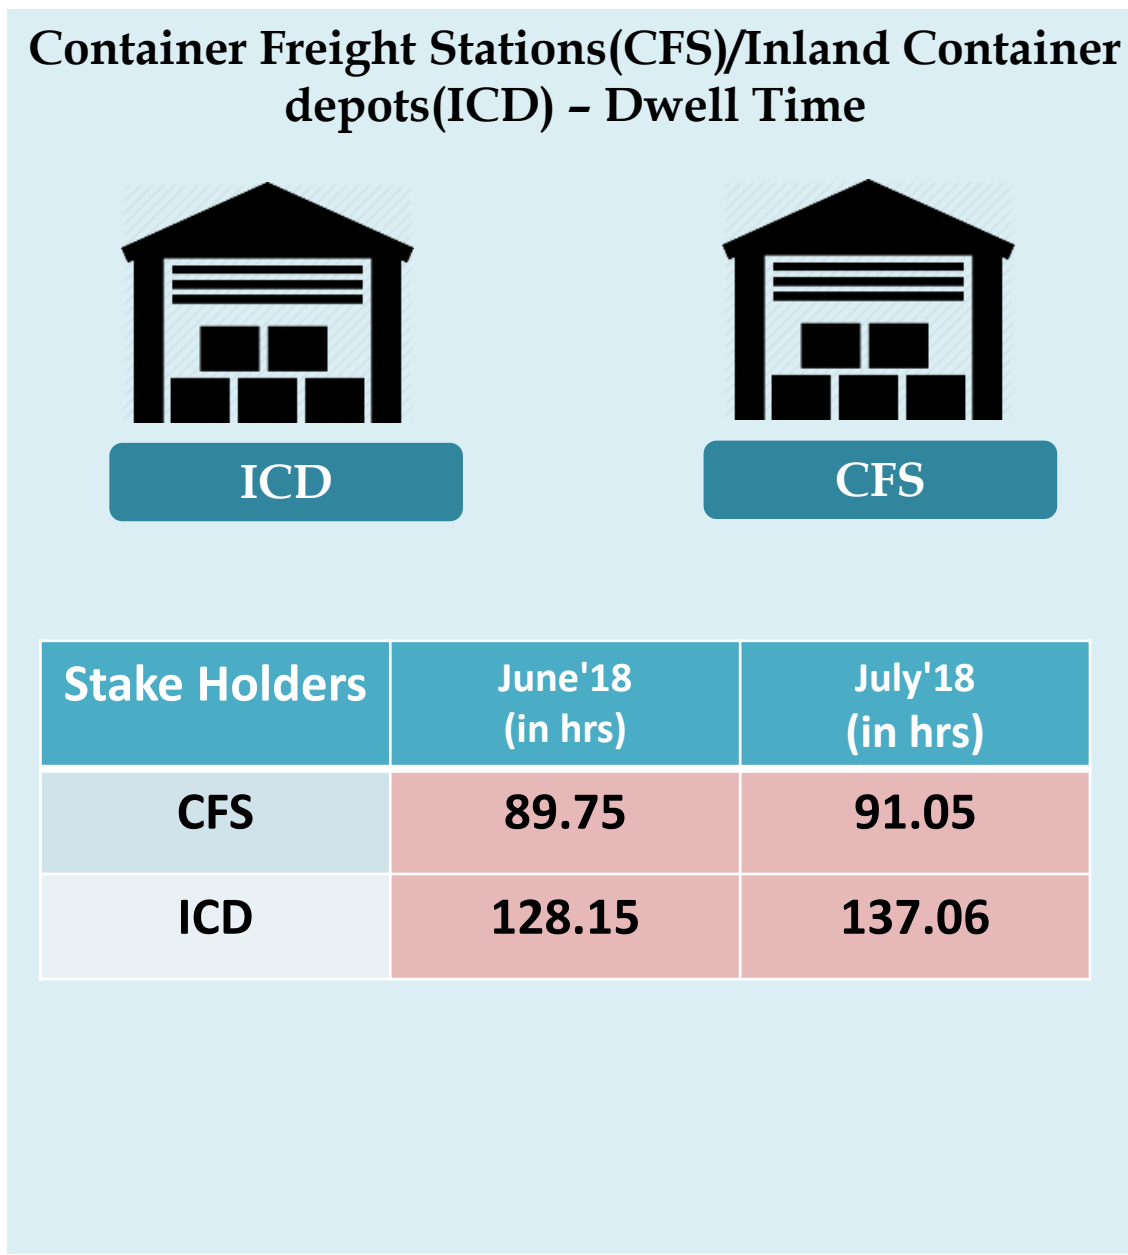 Container Freight Stations(CFS)/Inland Container
depots(ICD) – Dwell Time
ICD
CFS
Stake Holders
June'18
(in hrs)
July'18
(in hrs)
CFS
89.75
91.05
ICD
128.15
137.06